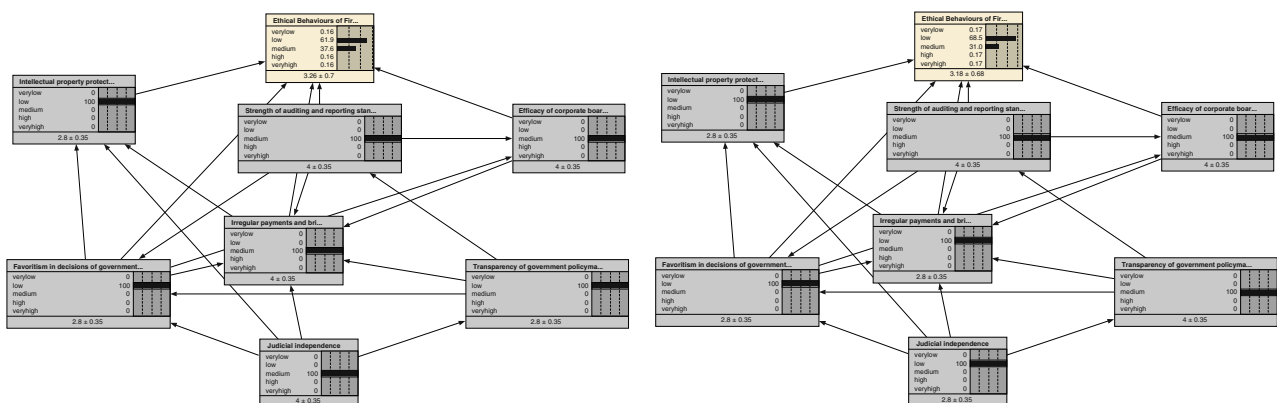 Ethical Behaviours of Fir...
verylow 0.16
low 61.9
medium 37.6
high 0.16
veryhigh 0.16
3.26 ± 0.7
Intellectual property protect...
verylow 0
low 100
medium 0
high 0
veryhigh 0
2.8 ± 0.35
Strength of auditing and reporting stan...
verylow 0
low 0
medium 100
high 0
veryhigh 0
4 ± 0.35
Efficacy of corporate boar...
verylow 0
low 0
medium 100
high 0
veryhigh 0
4 ± 0.35
Irregular payments and bri...
verylow 0
low 0
medium 100
high 0
veryhigh 0
4 ± 0.35
Favoritism in decisions of government...
verylow 0
low 100
medium 0
high 0
veryhigh 0
2.8 ± 0.35
Transparency of government policyma...
verylow 0
low 100
medium 0
high 0
veryhigh 0
2.8 ± 0.35
Judicial independence
verylow 0
low 0
medium 100
high 0
veryhigh 0
4 ± 0.35
Ethical Behaviours of Fir...
verylow 0.17
low 68.5
medium 31.0
high 0.17
veryhigh 0.17
3.18 ± 0.68
Intellectual property protect...
verylow 0
low 100
medium 0
high 0
veryhigh 0
2.8 ± 0.35
Strength of auditing and reporting stan...
verylow 0
low 0
medium 100
high 0
veryhigh 0
4 ± 0.35
Efficacy of corporate boar...
verylow 0
low 0
medium 100
high 0
veryhigh 0
4 ± 0.35
Irregular payments and bri...
verylow 0
low 100
medium 0
high 0
veryhigh 0
2.8 ± 0.35
Favoritism in decisions of government...
verylow 0
low 100
medium 0
high 0
veryhigh 0
2.8 ± 0.35
Transparency of government policyma...
verylow 0
low 0
medium 100
high 0
veryhigh 0
4 ± 0.35
Judicial independence
verylow 0
low 100
medium 0
high 0
veryhigh 0
2.8 ± 0.35